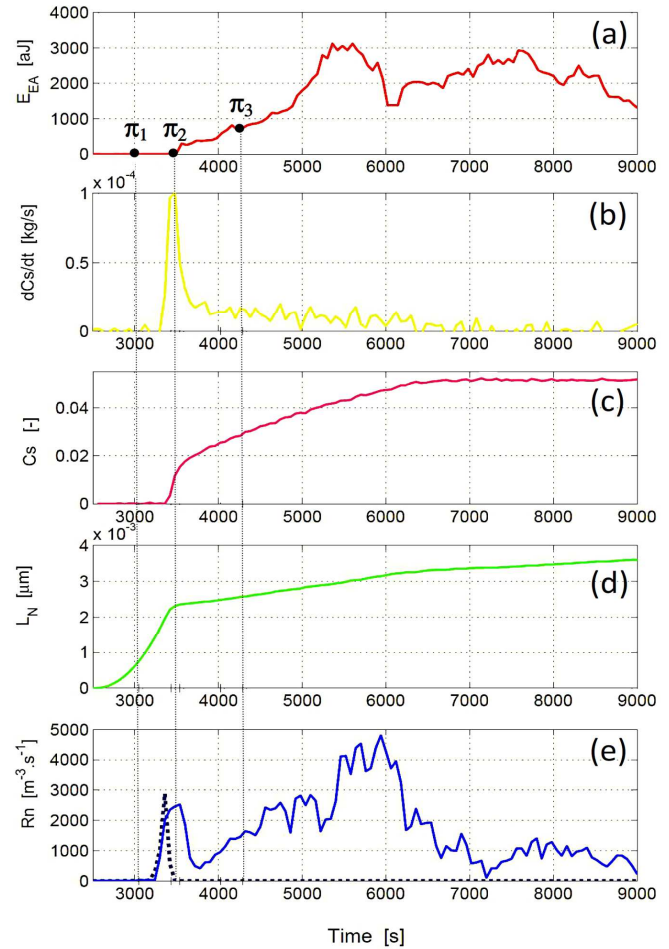 (a)
E_EA [aJ]
4000
3000
2000
1000
0
π₁ π₂ π₃
3000 4000 5000 6000 7000 8000 9000
x 10⁻⁴
(b)
dCs/dt [kg/s]
1
0.5
0
3000 4000 5000 6000 7000 8000 9000
(c)
Cs [-]
0.04
0.02
0
3000 4000 5000 6000 7000 8000 9000
x 10⁻³
(d)
L_N [μm]
4
3
2
1
0
3000 4000 5000 6000 7000 8000 9000
(e)
Rn [m⁻³.s⁻¹]
5000
4000
3000
2000
1000
0
3000 4000 5000 6000 7000 8000 9000
Time [s]